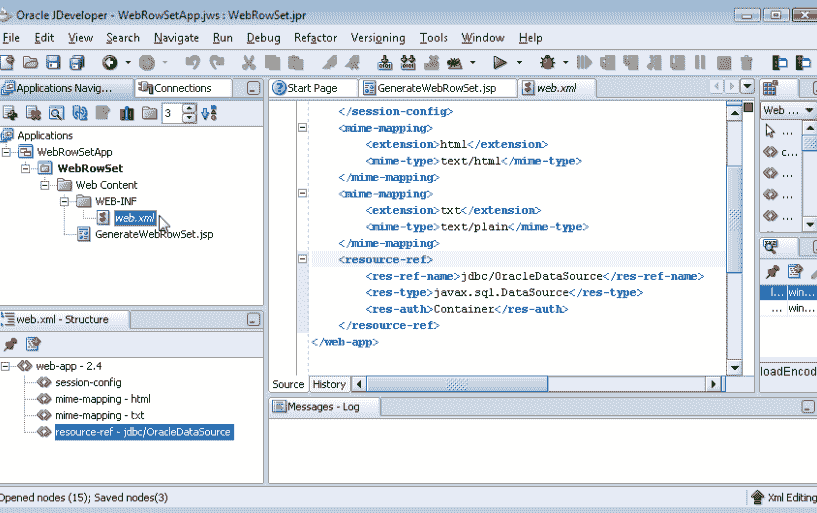 Oracle JDeveloper - WebRowSetApp.jws : WebRowSet.jpr
File Edit View Search Navigate Run Debug Refactor Versioning Tools Window Help
Applications Navig... Connections
Start Page GenerateWebRowSet.jsp web.xml
Web ...
3
Applications
WebRowSetApp
WebRowSet
Web Content
WEB-INF
web.xml
GenerateWebRowSet.jsp
</session-config>
<mime-mapping>
<extension>html</extension>
<mime-type>text/html</mime-type>
</mime-mapping>
<mime-mapping>
<extension>txt</extension>
<mime-type>text/plain</mime-type>
</mime-mapping>
<resource-ref>
<res-ref-name>jdbc/OracleDataSource</res-ref-name>
<res-type>javax.sql.DataSource</res-type>
<res-auth>Container</res-auth>
</resource-ref>
</web-app>
Source History
...
c...
...
...
...
l... win...
... win...
loadEncod
web.xml - Structure
web-app - 2.4
session-config
mime-mapping - html
mime-mapping - txt
resource-ref - jdbc/OracleDataSource
Messages - Log
Opened nodes (15); Saved nodes(3)
Xml Editing